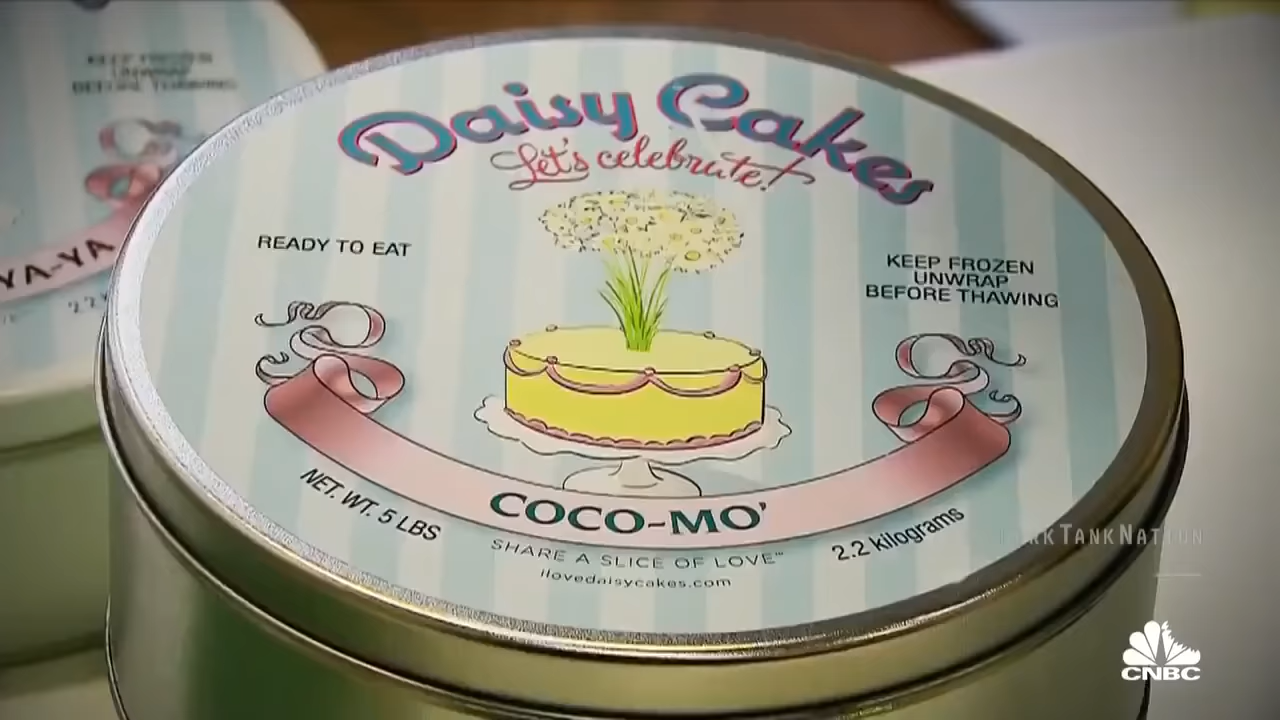 KEEP FROZEN
UNWRAP
BEFORE THAWING
YA-YA
Daisy Cakes
Let's celebrate!
READY TO EAT
KEEP FROZEN
UNWRAP
BEFORE THAWING
COCO-MO'
NET. WT. 5 LBS
2.2 kilograms
SHARE A SLICE OF LOVE™
ilovedaisycakes.com
CNBC